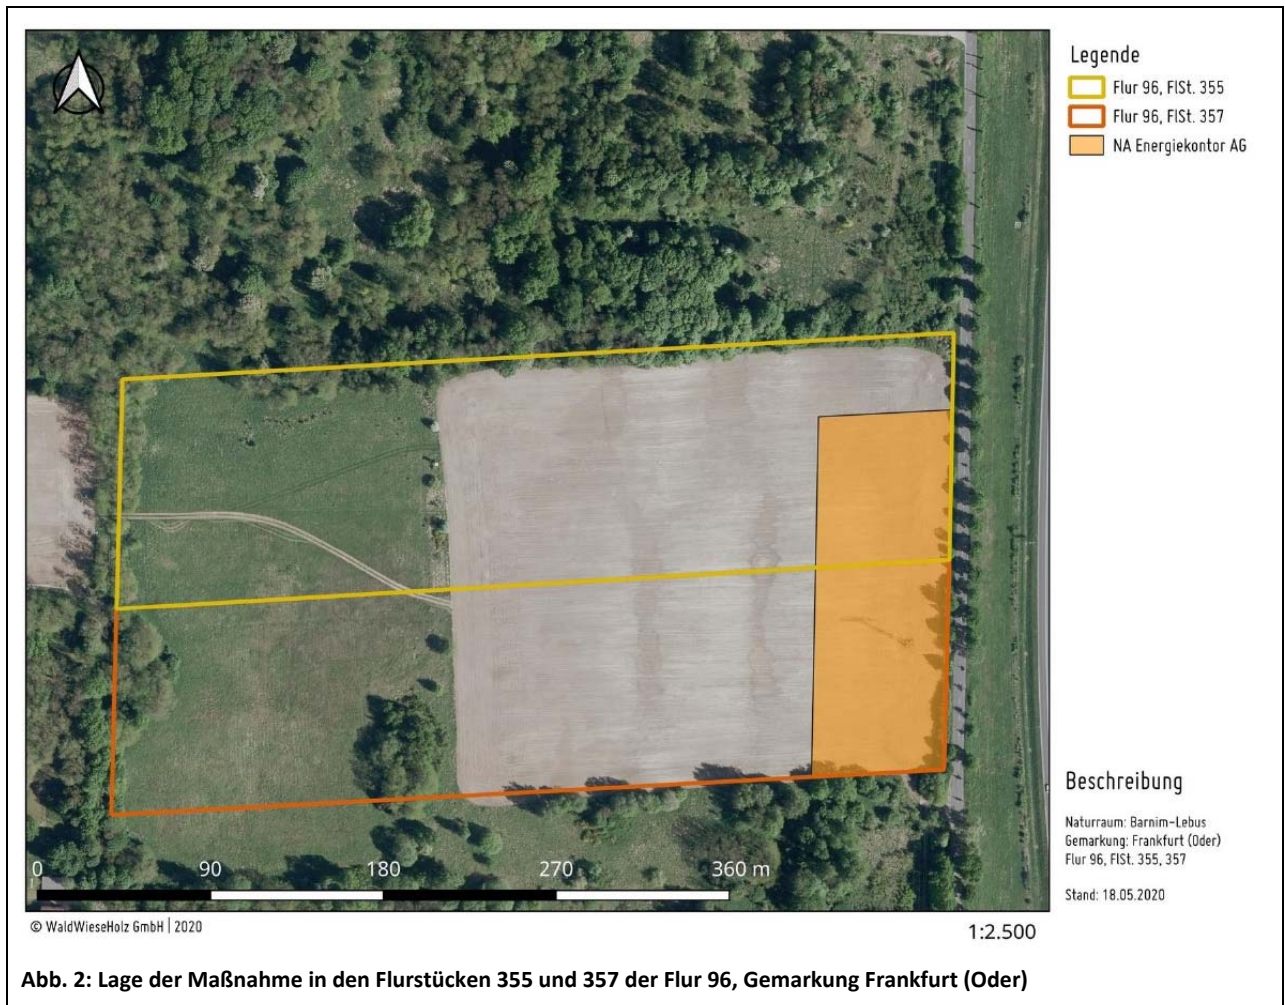 Legende
Flur 96, FlSt. 355
Flur 96, FlSt. 357
NA Energiekontor AG
Beschreibung
Naturraum: Barnim-Lebus
Gemarkung: Frankfurt (Oder)
Flur 96, FlSt. 355, 357
Stand: 18.05.2020
0 90 180 270 360 m
© WaldWieseHolz GmbH | 2020
1:2.500
Abb. 2: Lage der Maßnahme in den Flurstücken 355 und 357 der Flur 96, Gemarkung Frankfurt (Oder)